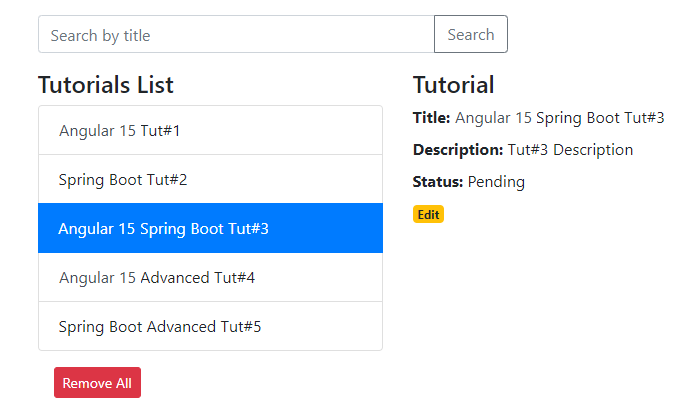 Search by title
Search
Tutorials List
Angular 15 Tut#1
Spring Boot Tut#2
Angular 15 Spring Boot Tut#3
Angular 15 Advanced Tut#4
Spring Boot Advanced Tut#5
Remove All
Tutorial
Title: Angular 15 Spring Boot Tut#3
Description: Tut#3 Description
Status: Pending
Edit